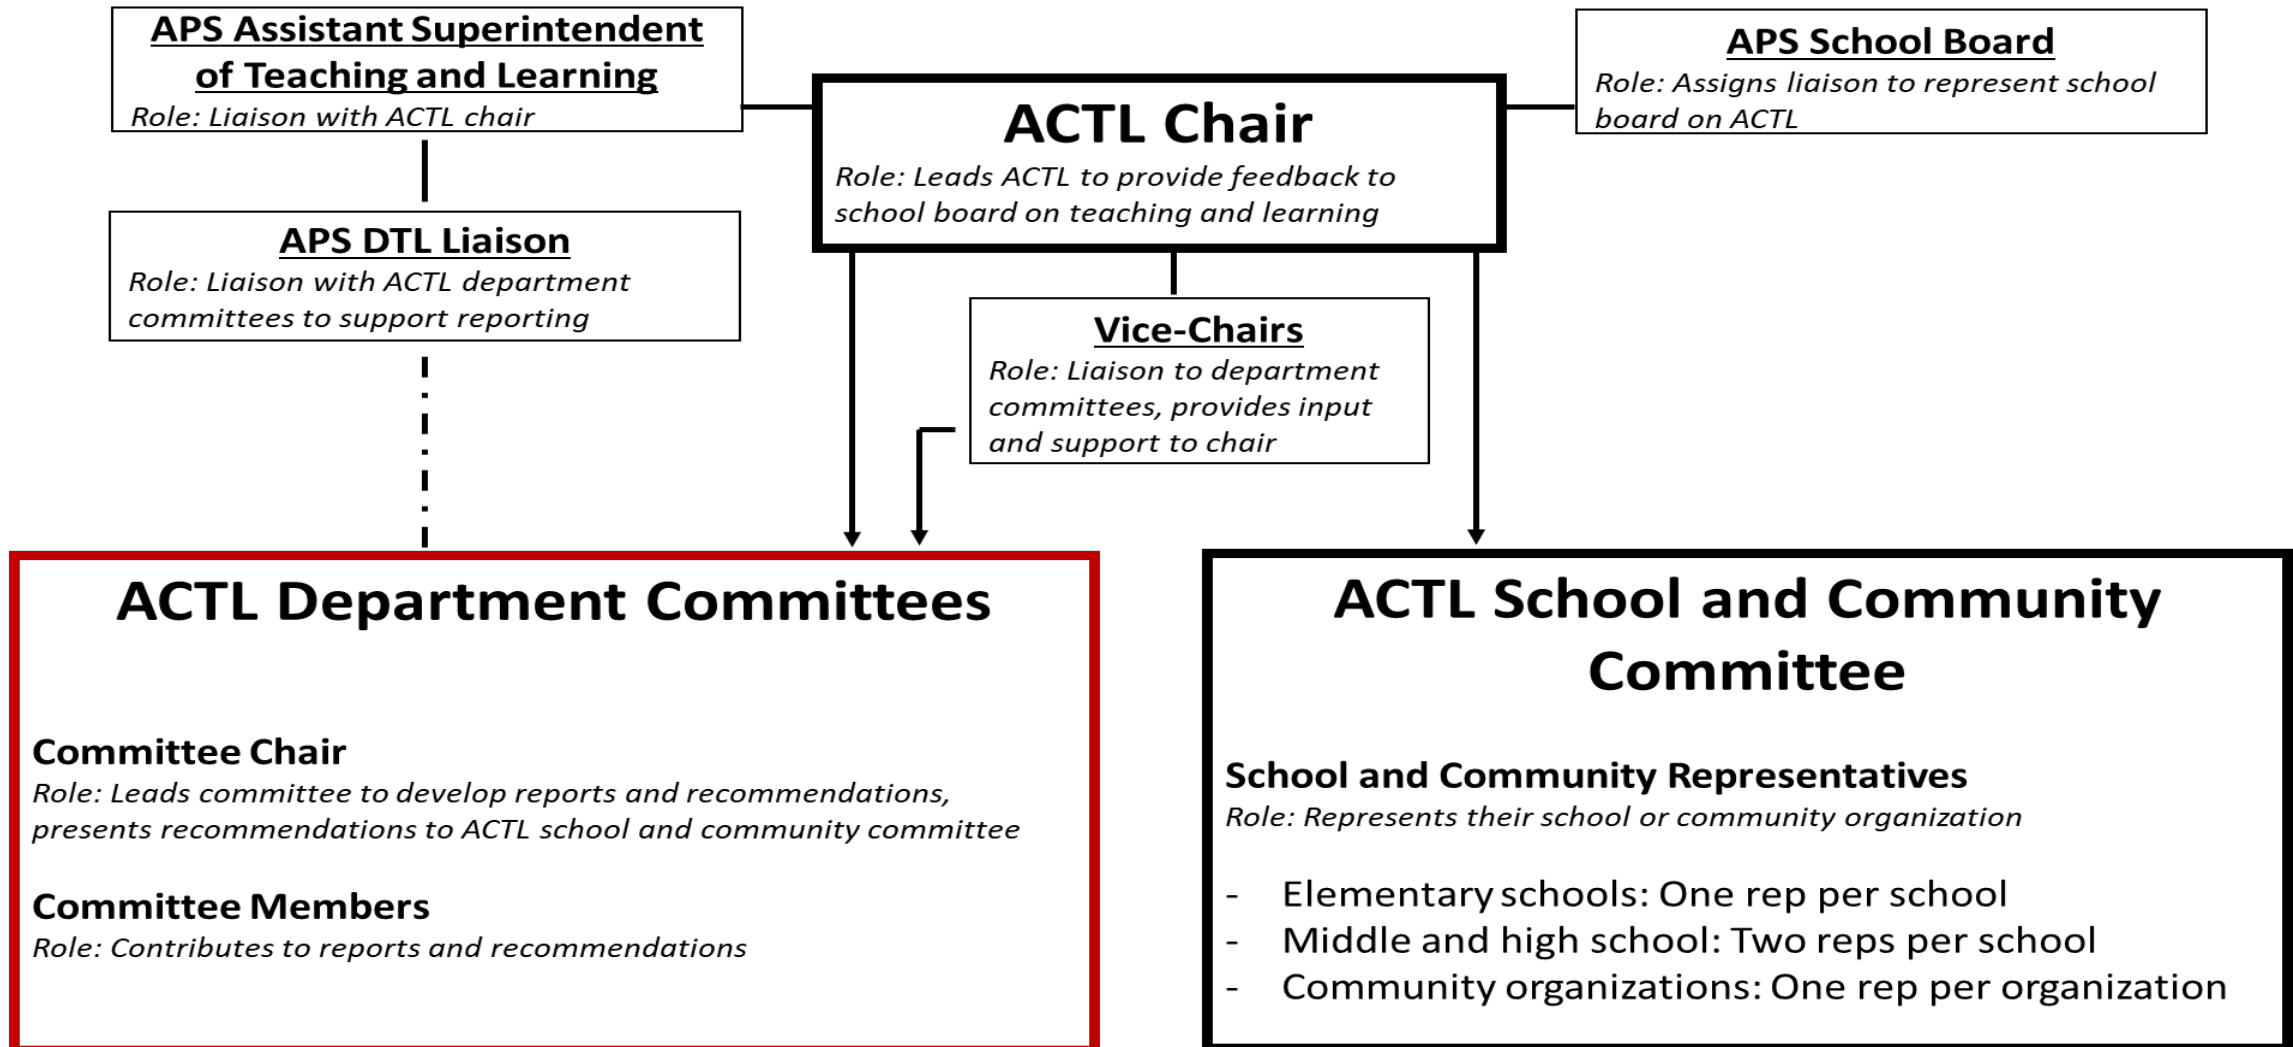 APS Assistant Superintendent
of Teaching and Learning
Role: Liaison with ACTL chair
ACTL Chair
Role: Leads ACTL to provide feedback to
school board on teaching and learning
APS School Board
Role: Assigns liaison to represent school
board on ACTL
APS DTL Liaison
Role: Liaison with ACTL department
committees to support reporting
Vice-Chairs
Role: Liaison to department
committees, provides input
and support to chair
ACTL Department Committees
Committee Chair
Role: Leads committee to develop reports and recommendations,
presents recommendations to ACTL school and community committee
Committee Members
Role: Contributes to reports and recommendations
ACTL School and Community
Committee
School and Community Representatives
Role: Represents their school or community organization
- Elementary schools: One rep per school
- Middle and high school: Two reps per school
- Community organizations: One rep per organization